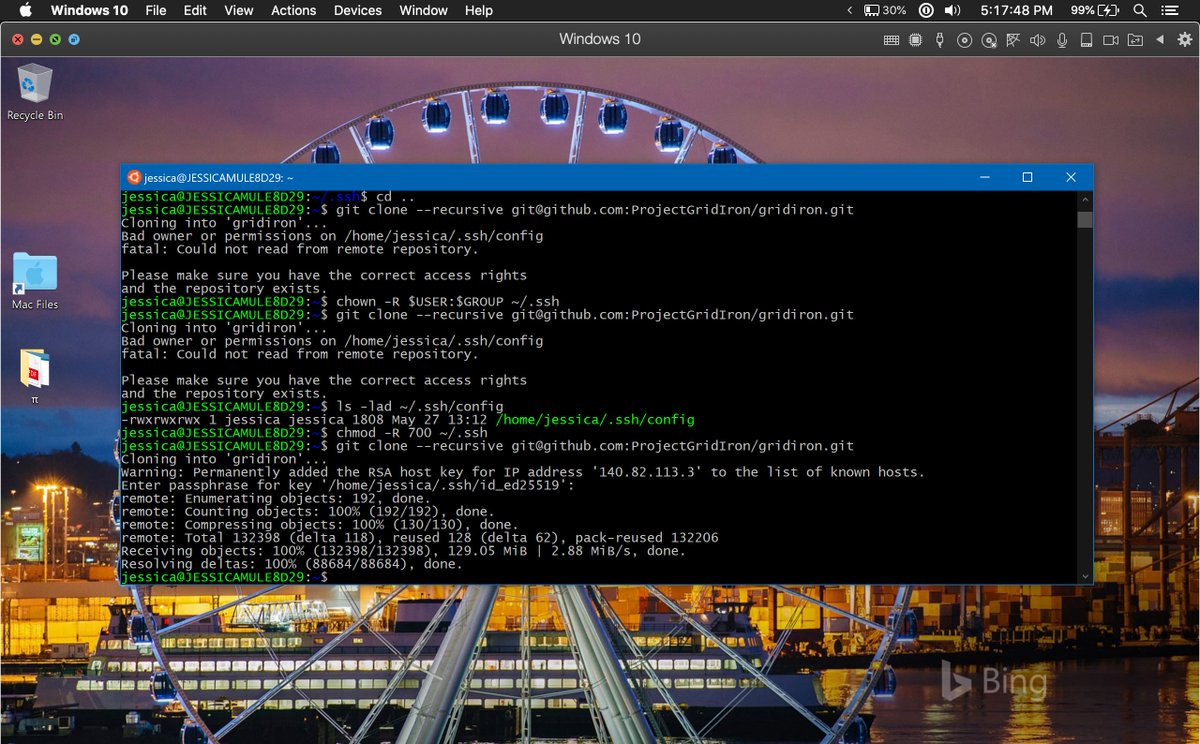 Windows 10 File Edit View Actions Devices Window Help 30% 5:17:48 PM 99%
Windows 10
Recycle Bin
Mac Files
π
jessica@JESSICAMULE8D29: ~
jessica@JESSICAMULE8D29:~/.ssh$ cd ..
jessica@JESSICAMULE8D29:~$ git clone --recursive git@github.com:ProjectGridIron/gridiron.git
Cloning into 'gridiron'...
Bad owner or permissions on /home/jessica/.ssh/config
fatal: Could not read from remote repository.
Please make sure you have the correct access rights
and the repository exists.
jessica@JESSICAMULE8D29:~$ chown -R $USER:$GROUP ~/.ssh
jessica@JESSICAMULE8D29:~$ git clone --recursive git@github.com:ProjectGridIron/gridiron.git
Cloning into 'gridiron'...
Bad owner or permissions on /home/jessica/.ssh/config
fatal: Could not read from remote repository.
Please make sure you have the correct access rights
and the repository exists.
jessica@JESSICAMULE8D29:~$ ls -lad ~/.ssh/config
-rwxrwxrwx 1 jessica jessica 1808 May 27 13:12 /home/jessica/.ssh/config
jessica@JESSICAMULE8D29:~$ chmod -R 700 ~/.ssh
jessica@JESSICAMULE8D29:~$ git clone --recursive git@github.com:ProjectGridIron/gridiron.git
Cloning into 'gridiron'...
Warning: Permanently added the RSA host key for IP address '140.82.113.3' to the list of known hosts.
Enter passphrase for key '/home/jessica/.ssh/id_ed25519':
remote: Enumerating objects: 192, done.
remote: Counting objects: 100% (192/192), done.
remote: Compressing objects: 100% (130/130), done.
remote: Total 132398 (delta 118), reused 128 (delta 62), pack-reused 132206
Receiving objects: 100% (132398/132398), 129.05 MiB | 2.88 MiB/s, done.
Resolving deltas: 100% (88684/88684), done.
jessica@JESSICAMULE8D29:~$
Bing